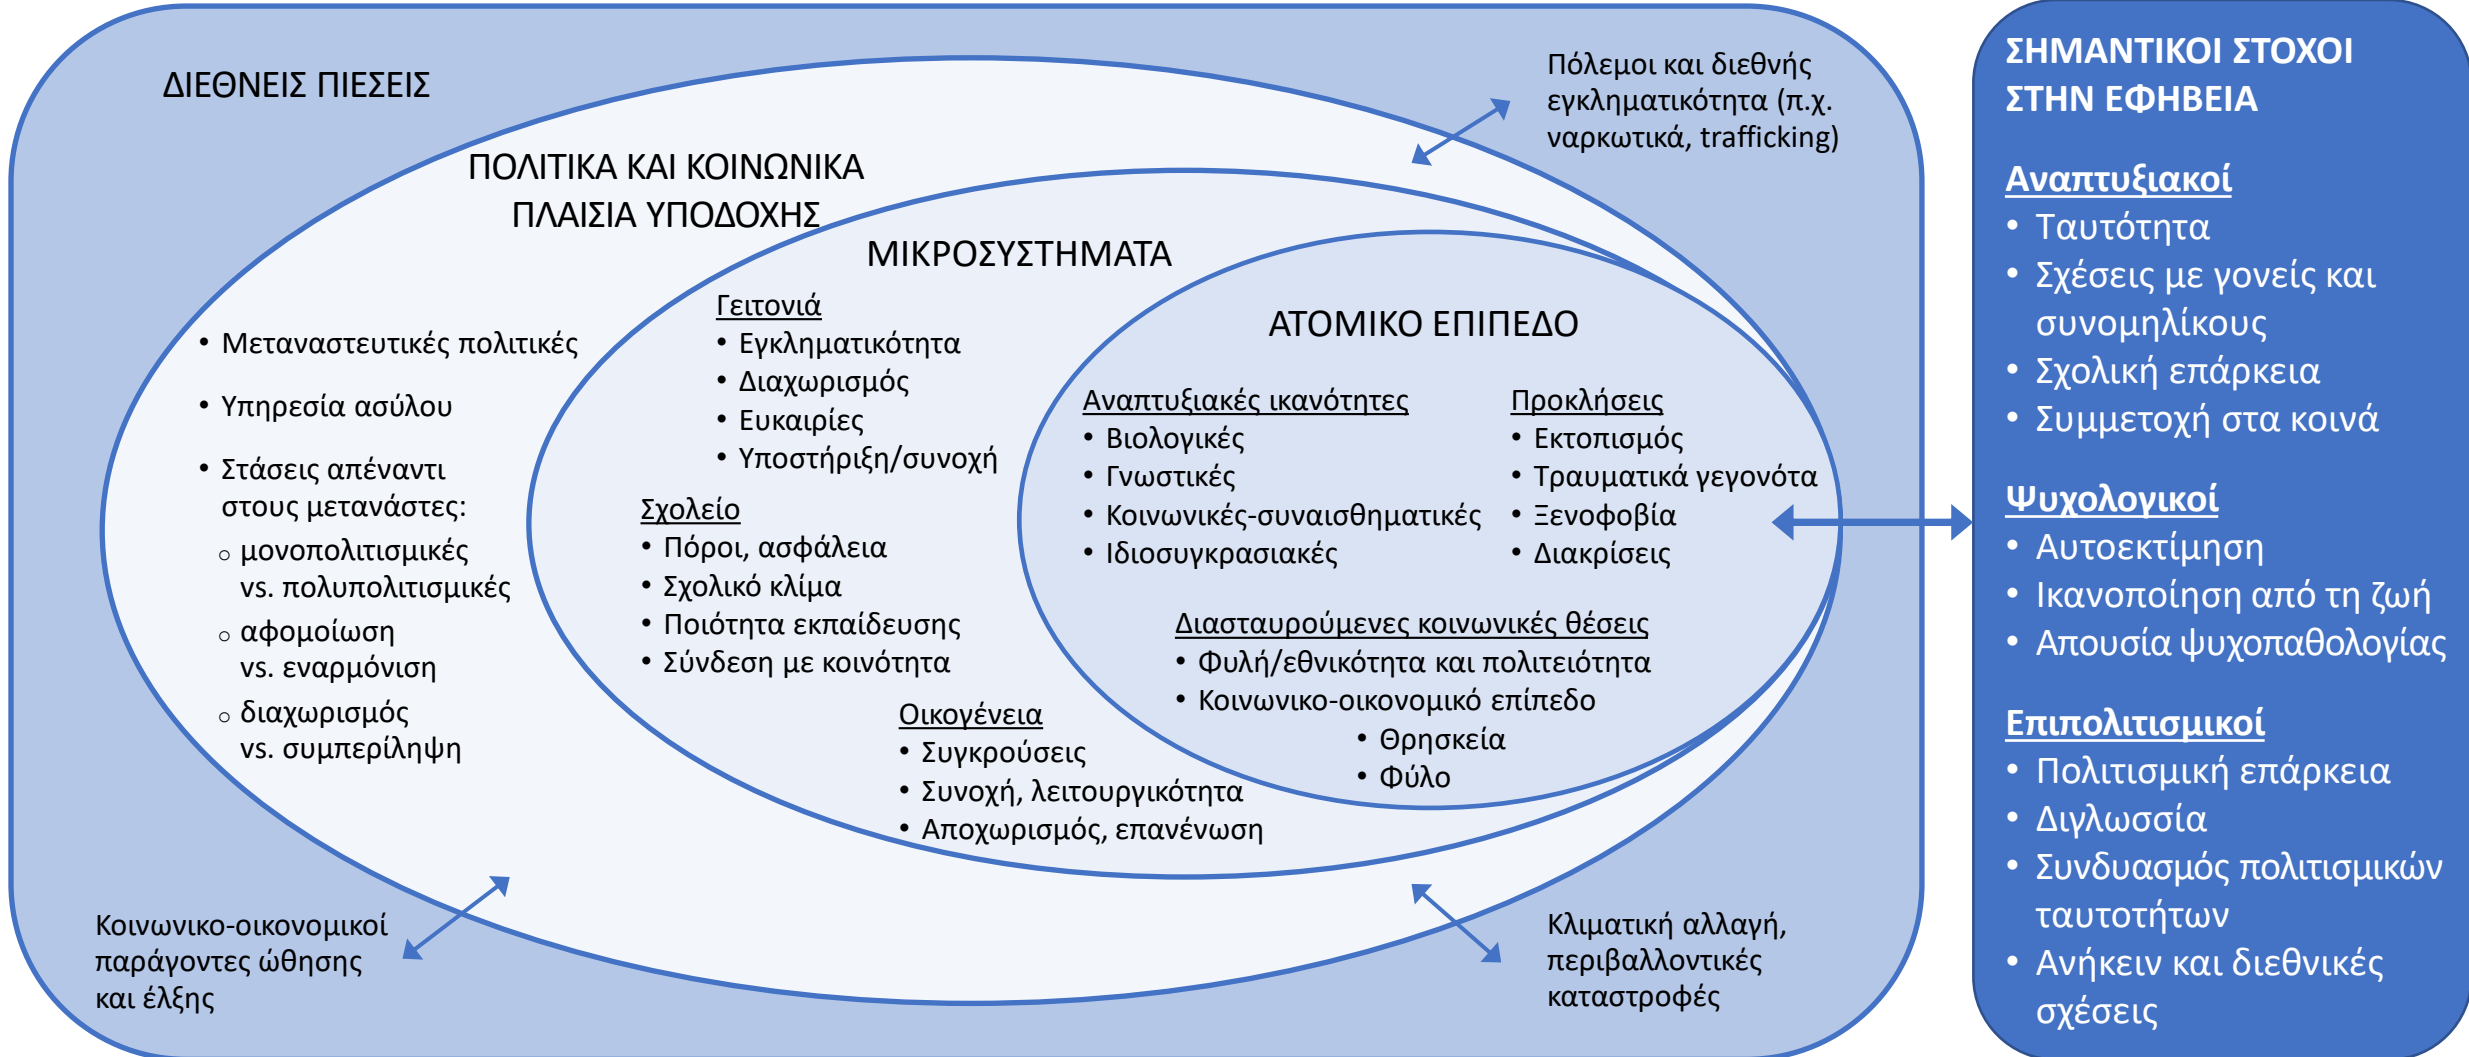 ΔΙΕΘΝΕΙΣ ΠΙΕΣΕΙΣ
Πόλεμοι και διεθνής
εγκληματικότητα (π.χ.
ναρκωτικά, trafficking)
ΠΟΛΙΤΙΚΑ ΚΑΙ ΚΟΙΝΩΝΙΚΑ
ΠΛΑΙΣΙΑ ΥΠΟΔΟΧΗΣ
• Μεταναστευτικές πολιτικές
• Υπηρεσία ασύλου
• Στάσεις απέναντι
στους μετανάστες:
o μονοπολιτισμικές
vs. πολυπολιτισμικές
o αφομοίωση
vs. εναρμόνιση
o διαχωρισμός
vs. συμπερίληψη
ΜΙΚΡΟΣΥΣΤΗΜΑΤΑ
Γειτονιά
• Εγκληματικότητα
• Διαχωρισμός
• Ευκαιρίες
• Υποστήριξη/συνοχή
Σχολείο
• Πόροι, ασφάλεια
• Σχολικό κλίμα
• Ποιότητα εκπαίδευσης
• Σύνδεση με κοινότητα
Οικογένεια
• Συγκρούσεις
• Συνοχή, λειτουργικότητα
• Αποχωρισμός, επανένωση
ΑΤΟΜΙΚΟ ΕΠΙΠΕΔΟ
Αναπτυξιακές ικανότητες
• Βιολογικές
• Γνωστικές
• Κοινωνικές-συναισθηματικές
• Ιδιοσυγκρασιακές
Προκλήσεις
• Εκτοπισμός
• Τραυματικά γεγονότα
• Ξενοφοβία
• Διακρίσεις
Διασταυρούμενες κοινωνικές θέσεις
• Φυλή/εθνικότητα και πολιτειότητα
• Κοινωνικο-οικονομικό επίπεδο
• Θρησκεία
• Φύλο
Κοινωνικο-οικονομικοί
παράγοντες ώθησης
και έλξης
Κλιματική αλλαγή,
περιβαλλοντικές
καταστροφές
ΣΗΜΑΝΤΙΚΟΙ ΣΤΟΧΟΙ
ΣΤΗΝ ΕΦΗΒΕΙΑ
Αναπτυξιακοί
• Ταυτότητα
• Σχέσεις με γονείς και
συνομηλίκους
• Σχολική επάρκεια
• Συμμετοχή στα κοινά
Ψυχολογικοί
• Αυτοεκτίμηση
• Ικανοποίηση από τη ζωή
• Απουσία ψυχοπαθολογίας
Επιπολιτισμικοί
• Πολιτισμική επάρκεια
• Διγλωσσία
• Συνδυασμός πολιτισμικών
ταυτοτήτων
• Ανήκειν και διεθνικές
σχέσεις